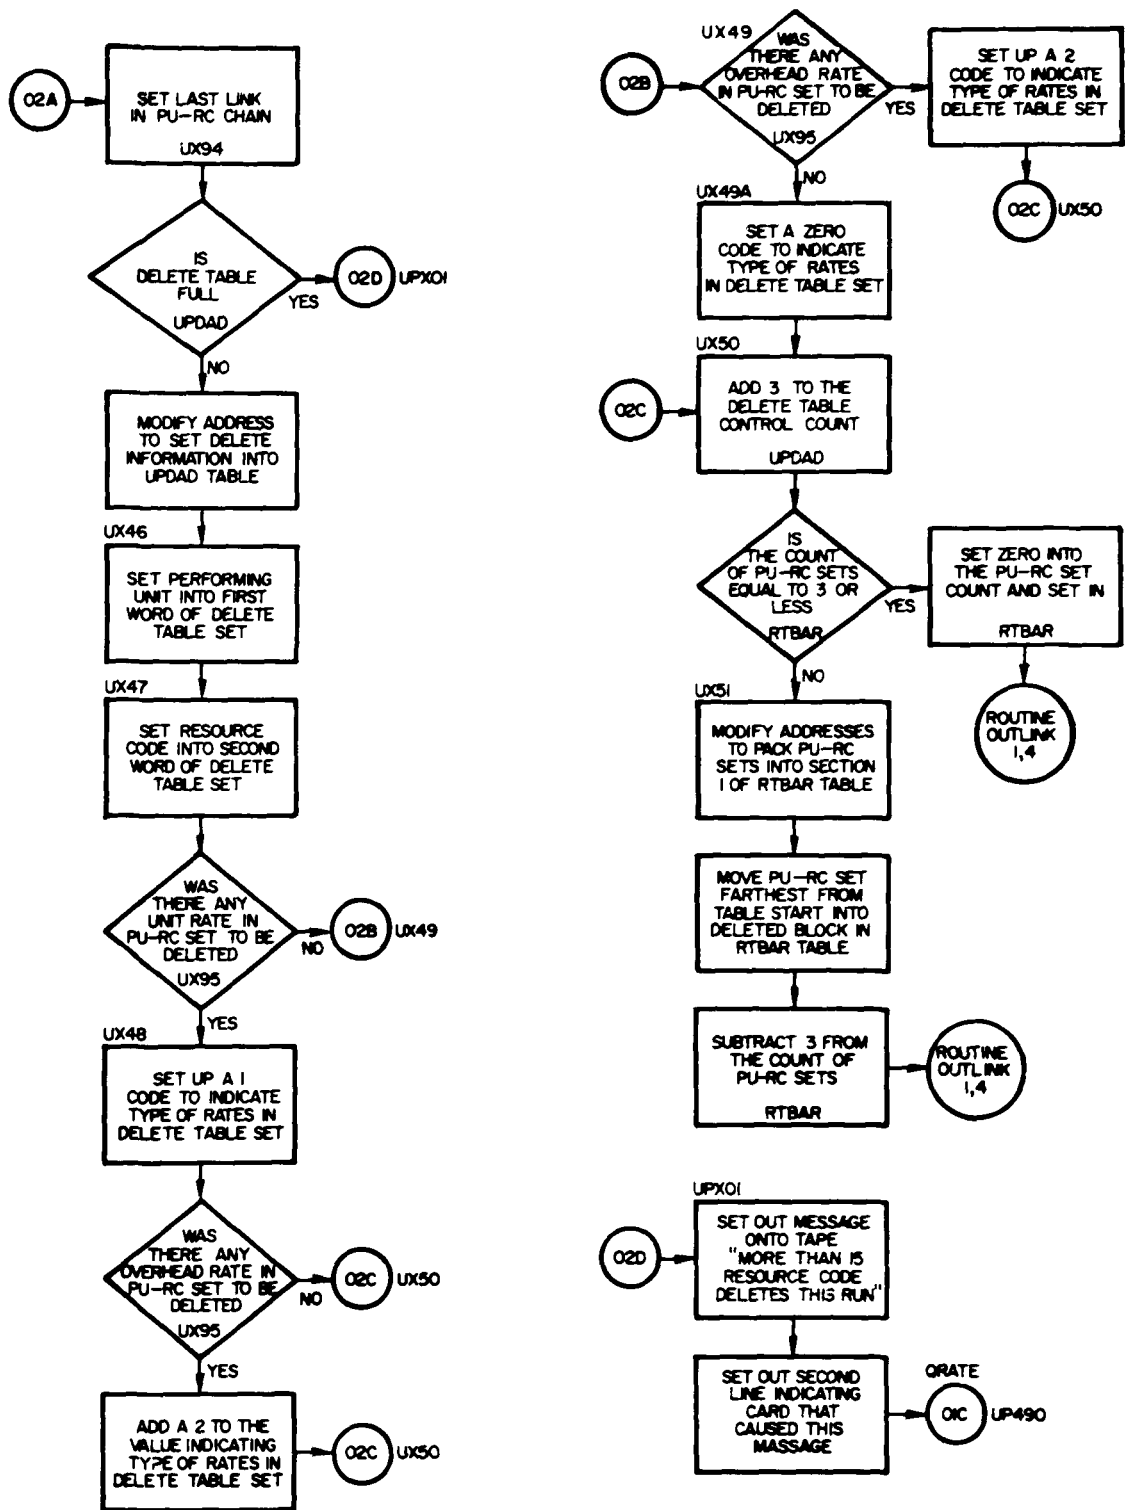 02A
SET LAST LINK
IN PU-RC CHAIN
UX94
IS
DELETE TABLE
FULL
UPDAD
YES
02D
UPX01
NO
MODIFY ADDRESS
TO SET DELETE
INFORMATION INTO
UPDAD TABLE
UX46
SET PERFORMING
UNIT INTO FIRST
WORD OF DELETE
TABLE SET
UX47
SET RESOURCE
CODE INTO SECOND
WORD OF DELETE
TABLE SET
WAS
THERE ANY
UNIT RATE IN
PU-RC SET TO BE
DELETED
UX95
NO
02B
UX49
YES
UX48
SET UP A 1
CODE TO INDICATE
TYPE OF RATES IN
DELETE TABLE SET
WAS
THERE ANY
OVERHEAD RATE IN
PU-RC SET TO BE
DELETED
UX95
NO
02C
UX50
YES
ADD A 2 TO THE
VALUE INDICATING
TYPE OF RATES IN
DELETE TABLE SET
02C
UX50
UX49
02B
WAS
THERE ANY
OVERHEAD RATE
IN PU-RC SET TO BE
DELETED
UX95
YES
SET UP A 2
CODE TO INDICATE
TYPE OF RATES IN
DELETE TABLE SET
02C
UX50
NO
UX49A
SET A ZERO
CODE TO INDICATE
TYPE OF RATES
IN DELETE TABLE SET
UX50
02C
ADD 3 TO THE
DELETE TABLE
CONTROL COUNT
UPDAD
IS
THE COUNT
OF PU-RC SETS
EQUAL TO 3 OR
LESS
RTBAR
YES
SET ZERO INTO
THE PU-RC SET
COUNT AND SET IN
RTBAR
ROUTINE
OUTLINK
1,4
NO
UX51
MODIFY ADDRESSES
TO PACK PU-RC
SETS INTO SECTION
1 OF RTBAR TABLE
MOVE PU-RC SET
FARTHEST FROM
TABLE START INTO
DELETED BLOCK IN
RTBAR TABLE
SUBTRACT 3 FROM
THE COUNT OF
PU-RC SETS
RTBAR
ROUTINE
OUTLINK
1,4
UPX01
02D
SET OUT MESSAGE
ONTO TAPE
"MORE THAN 15
RESOURCE CODE
DELETES THIS RUN"
SET OUT SECOND
LINE INDICATING
CARD THAT
CAUSED THIS
MASSAGE
QRATE
01C
UP490